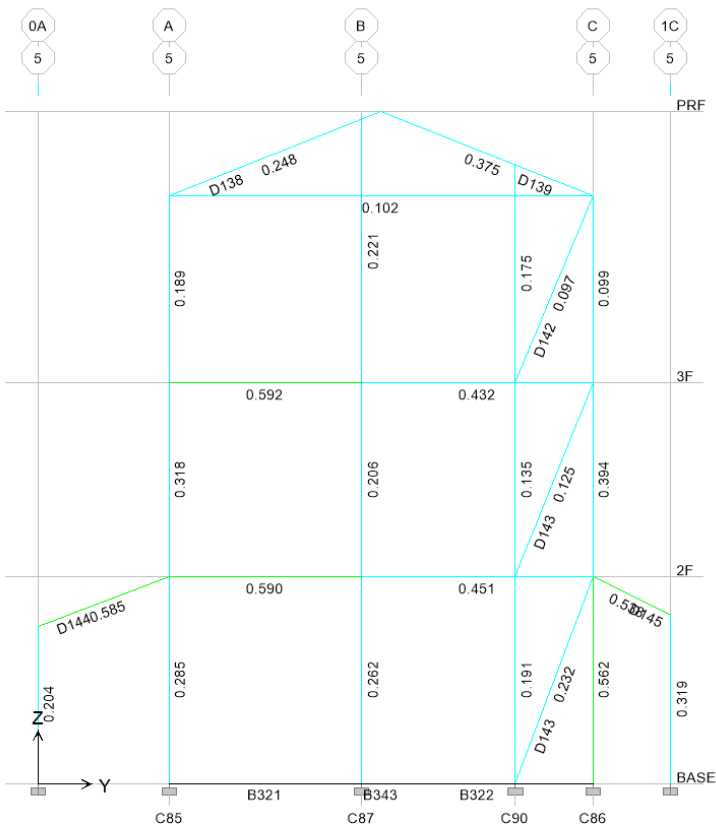 0A A B C 1C
5 5 5 5 5
PRF
D138 0.248 0.375 D139
0.102
0.189 0.221 0.175 D142 0.097 0.099
3F
0.592 0.432
0.318 0.206 0.135 D143 0.125 0.394
2F
0.590 0.451
D144 0.585 D145
0.204 0.285 0.262 0.191 D143 0.232 0.562 0.319
Z
Y
BASE
B321 B343 B322
C85 C87 C90 C86